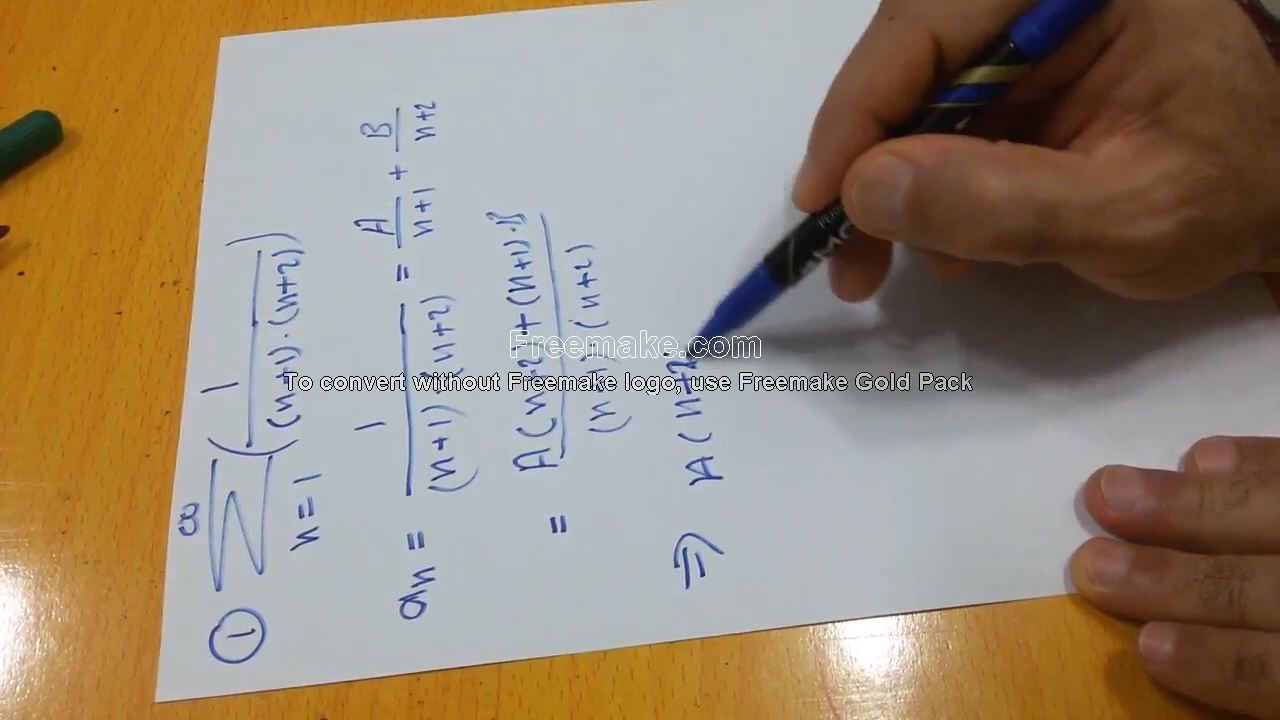 ① ∞ Σ n=1 ( 1 / (n+1)·(n+2) )
an = 1 / (n+1)·(n+2) = A / n+1 + B / n+2
= A(n+2)+(n+1)·B / (n+1)·(n+2)
⇒ A(n+2)
Freemake.com
To convert without Freemake logo, use Freemake Gold Pack